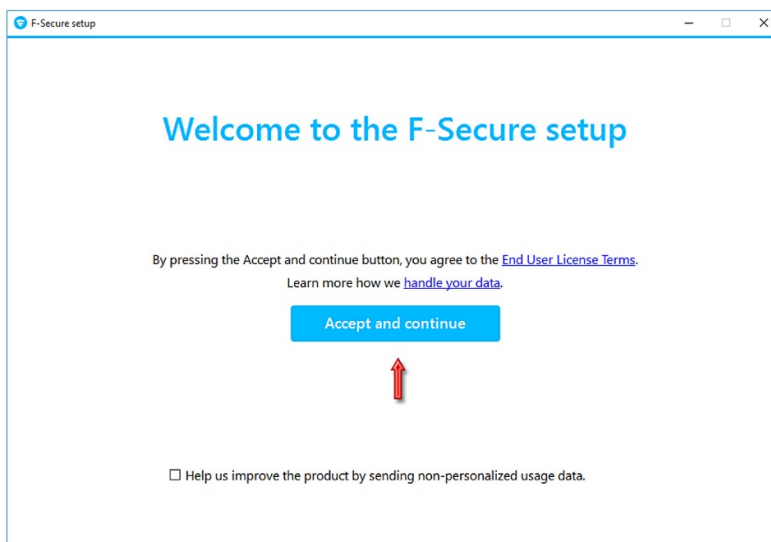 F-Secure setup
Welcome to the F-Secure setup
By pressing the Accept and continue button, you agree to the End User License Terms.
Learn more how we handle your data.
Accept and continue
Help us improve the product by sending non-personalized usage data.